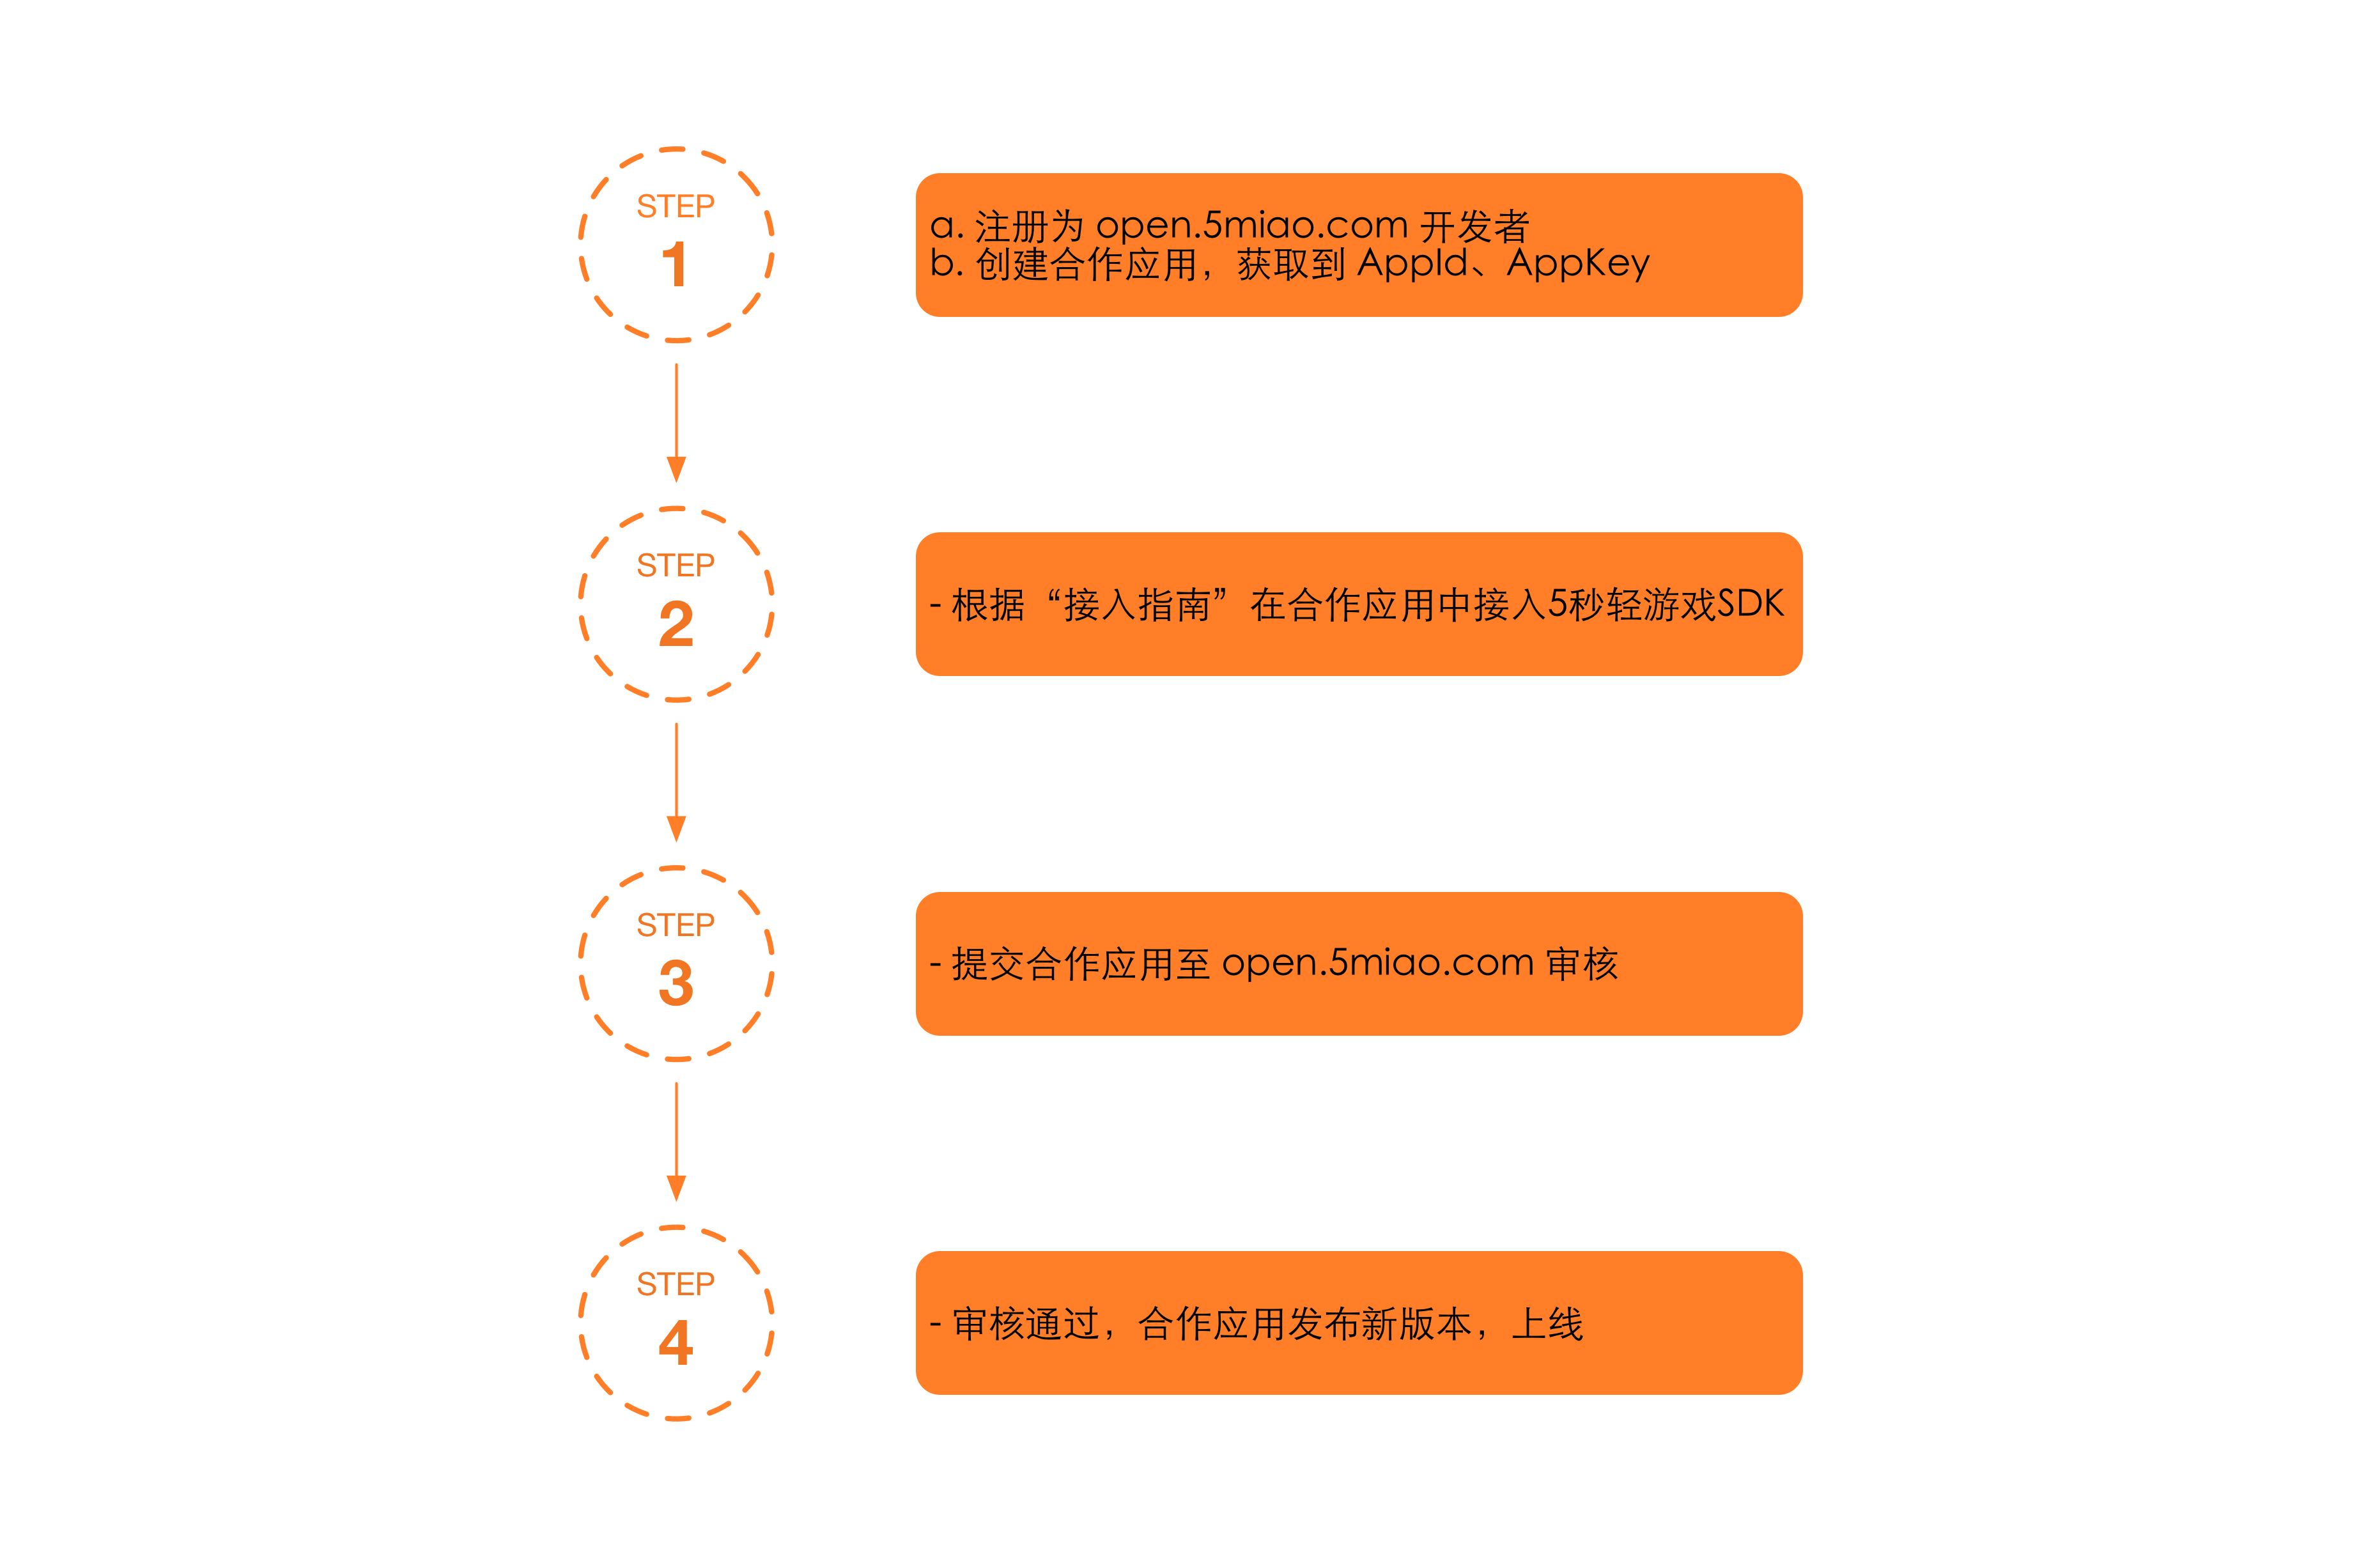 STEP
1
a. 注册为 open.5miao.com 开发者
b. 创建合作应用，获取到 AppId、AppKey
STEP
2
- 根据“接入指南”在合作应用中接入5秒轻游戏SDK
STEP
3
- 提交合作应用至 open.5miao.com 审核
STEP
4
- 审核通过，合作应用发布新版本，上线